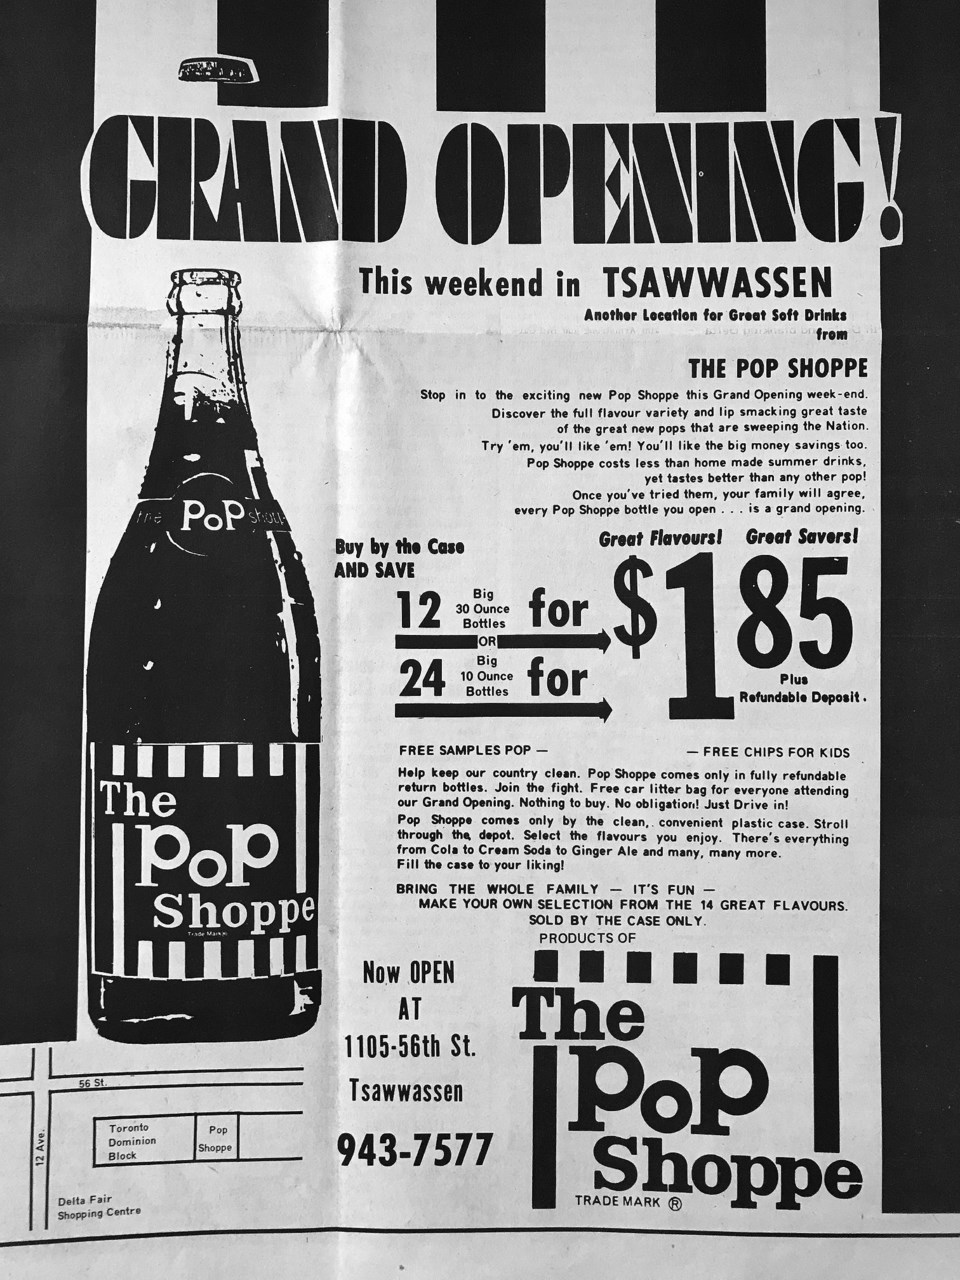 GRAND OPENING!
This weekend in TSAWWASSEN
Another Location for Great Soft Drinks
from
THE POP SHOPPE
Stop in to the exciting new Pop Shoppe this Grand Opening week-end.
Discover the full flavour variety and lip smacking great taste
of the great new pops that are sweeping the Nation.
Try 'em, you'll like 'em! You'll like the big money savings too.
Pop Shoppe costs less than home made summer drinks,
yet tastes better than any other pop!
Once you've tried them, your family will agree,
every Pop Shoppe bottle you open . . . is a grand opening.
the PoP shop
Great Flavours! Great Savers!
Buy by the Case
AND SAVE
12 Big 30 Ounce Bottles for
OR
24 Big 10 Ounce Bottles for
$1 85
Plus
Refundable Deposit.
FREE SAMPLES POP — — FREE CHIPS FOR KIDS
Help keep our country clean. Pop Shoppe comes only in fully refundable
return bottles. Join the fight. Free car litter bag for everyone attending
our Grand Opening. Nothing to buy. No obligation! Just Drive in!
Pop Shoppe comes only by the clean, convenient plastic case. Stroll
through the depot. Select the flavours you enjoy. There's everything
from Cola to Cream Soda to Ginger Ale and many, many more.
Fill the case to your liking!
BRING THE WHOLE FAMILY — IT'S FUN —
MAKE YOUR OWN SELECTION FROM THE 14 GREAT FLAVOURS.
SOLD BY THE CASE ONLY.
PRODUCTS OF
The
PoP
Shoppe
Trade Mark
Now OPEN
AT
1105-56th St.
Tsawwassen
943-7577
The
PoP
Shoppe
TRADE MARK ®
56 St.
12 Ave.
Toronto
Dominion
Block
Pop
Shoppe
Delta Fair
Shopping Centre